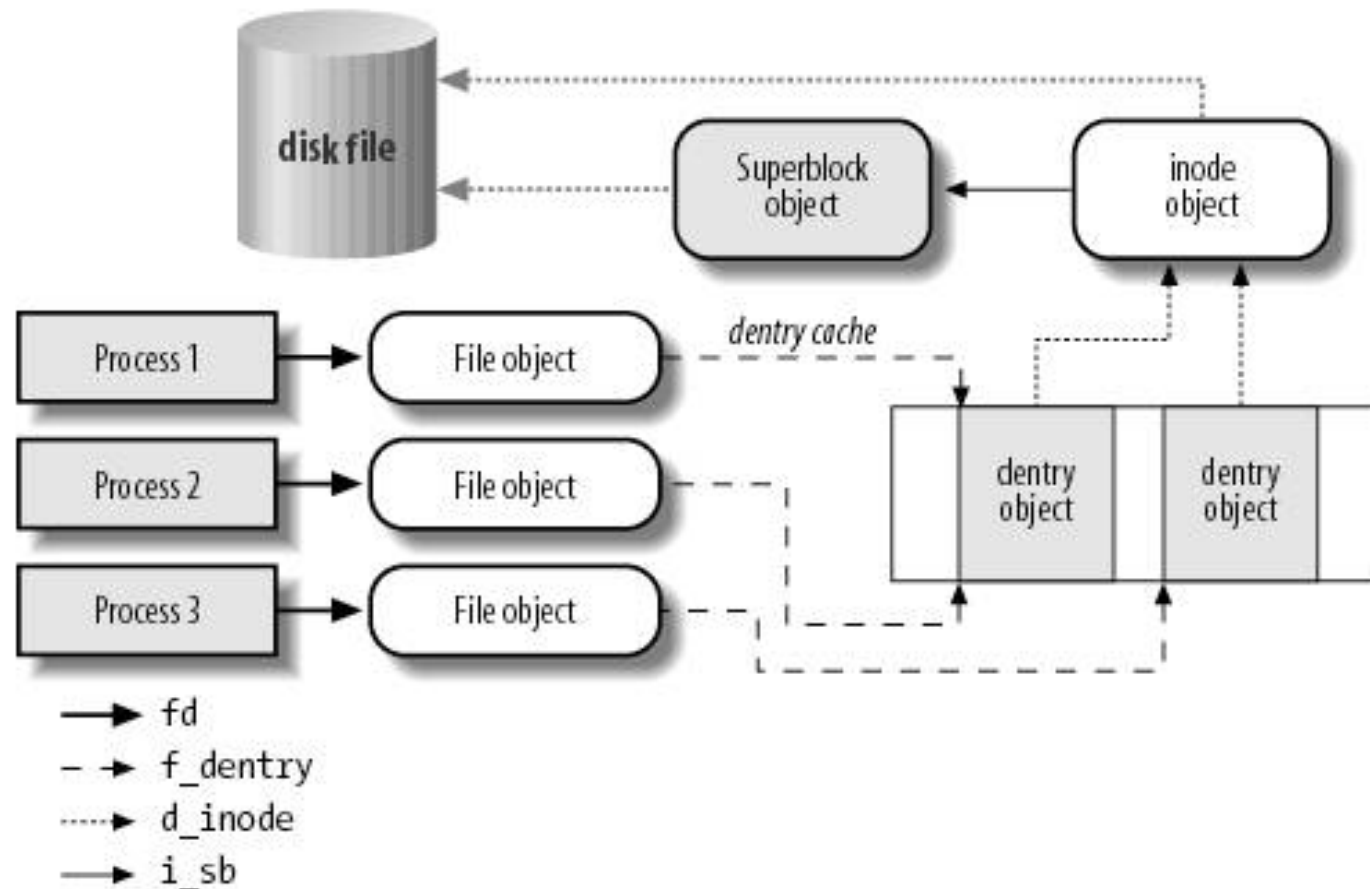 disk file
Superblock
object
inode
object
dentry cache
Process 1
File object
Process 2
File object
dentry
object
dentry
object
Process 3
File object
fd
f_dentry
d_inode
i_sb